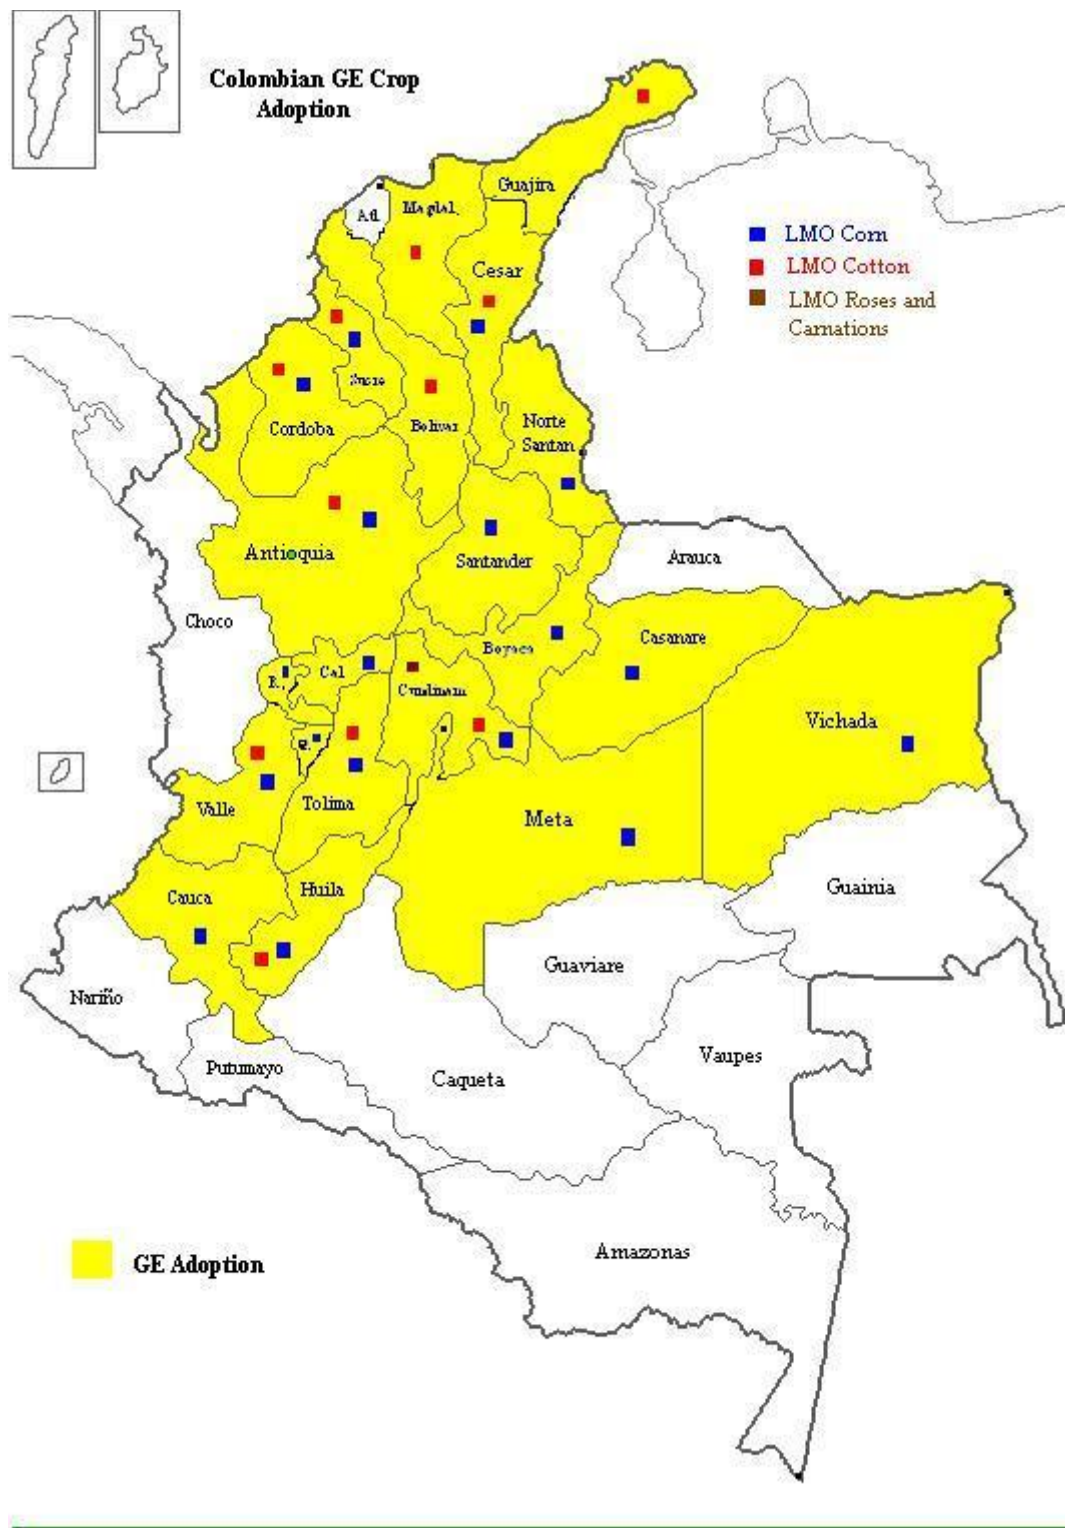 Colombian GE Crop
Adoption
Guajira
Atl
Magdal.
Cesar
LMO Corn
LMO Cotton
LMO Roses and
Carnations
Sucre
Cordoba
Bolivar
Norte
Santan
Antioquia
Santander
Arauca
Choco
Boyaca
Casanare
R.
Cal
Cundinam
Vichada
Q.
Valle
Tolima
Meta
Huila
Cauca
Guainia
Guaviare
Nariño
Vaupes
Putumayo
Caqueta
Amazonas
GE Adoption